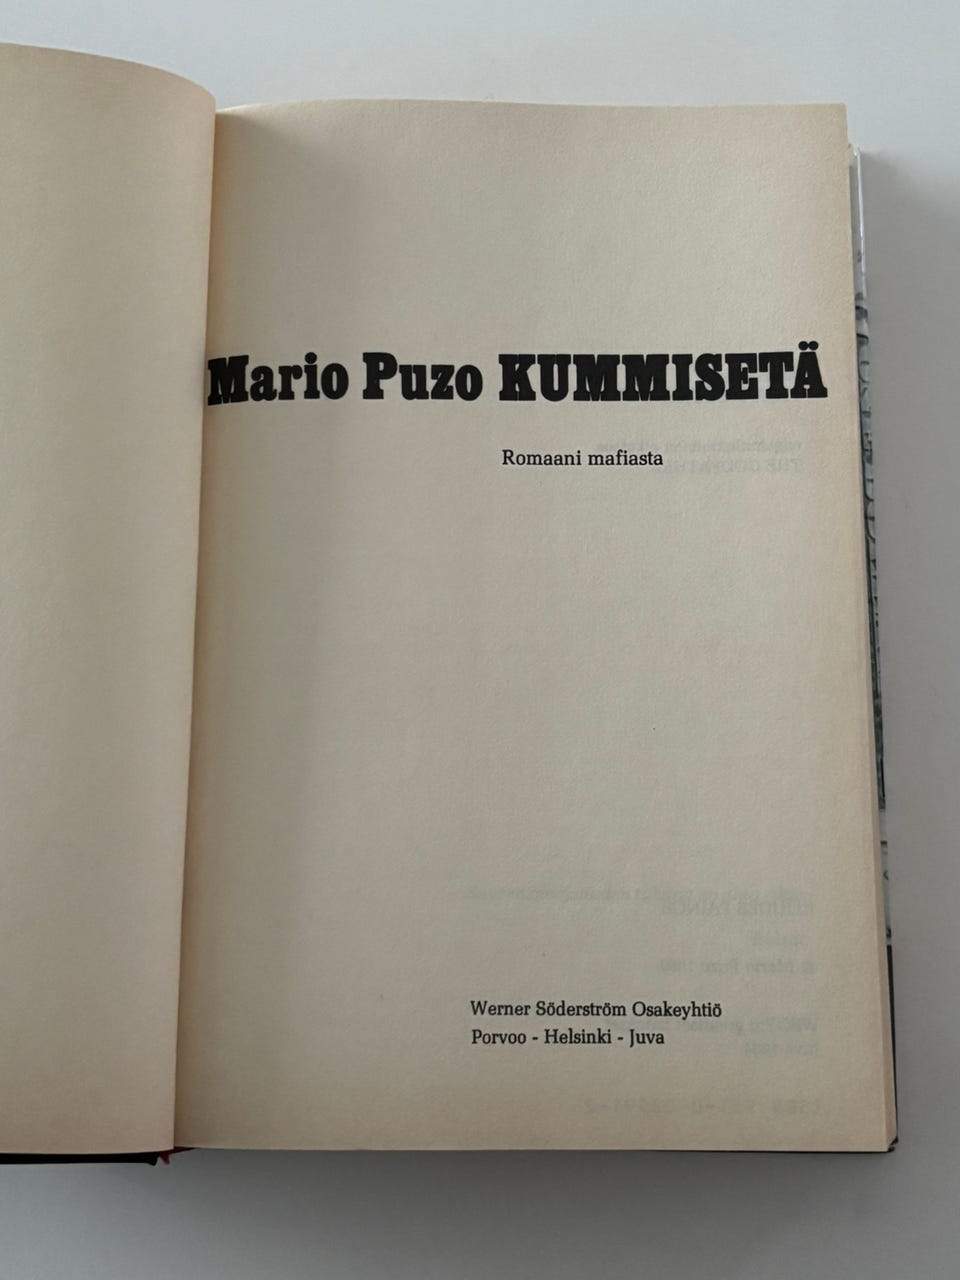 Mario Puzo KUMMISETÄ
Romaani mafiasta
Werner Söderström Osakeyhtiö
Porvoo - Helsinki - Juva